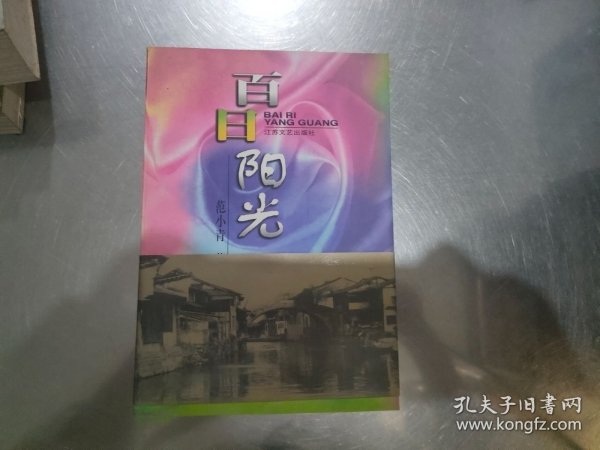 百日
BAI RI
YANG GUANG
江苏文艺出版社
阳光
范小青
孔夫子旧书网
www.kongfz.com